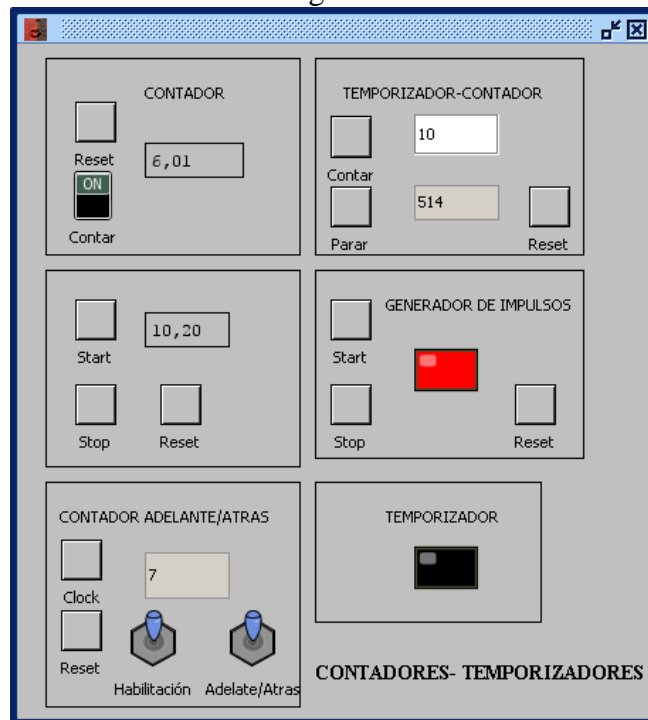 CONTADOR
Reset
6,01
ON
Contar
TEMPORIZADOR-CONTADOR
10
Contar
514
Parar
Reset
10,20
Start
Stop
Reset
GENERADOR DE IMPULSOS
Start
Stop
Reset
CONTADOR ADELANTE/ATRAS
7
Clock
Reset
Habilitación
Adelate/Atras
TEMPORIZADOR
CONTADORES- TEMPORIZADORES